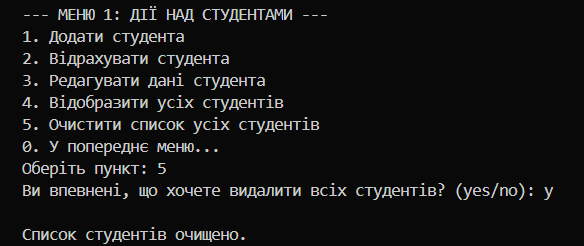 --- МЕНЮ 1: ДІЇ НАД СТУДЕНТАМИ ---
1. Додати студента
2. Відрахувати студента
3. Редагувати дані студента
4. Відобразити усіх студентів
5. Очистити список усіх студентів
0. У попереднє меню...
Оберіть пункт: 5
Ви впевнені, що хочете видалити всіх студентів? (yes/no): y
Список студентів очищено.